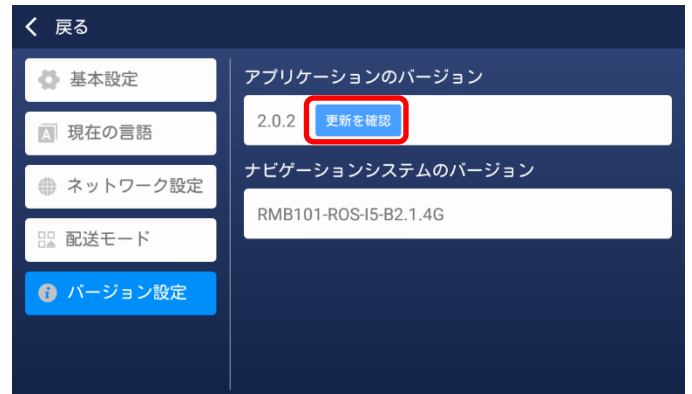 戻る
基本設定
現在の言語
ネットワーク設定
配送モード
バージョン設定
アプリケーションのバージョン
2.0.2 更新を確認
ナビゲーションシステムのバージョン
RMB101-ROS-I5-B2.1.4G